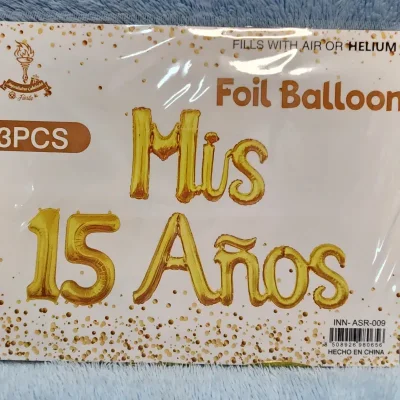 FILLS WITH AIR OR HELIUM
Foil Balloon
3PCS
Mis
15 Años
INN- ASR-009
HECHO EN CHINA